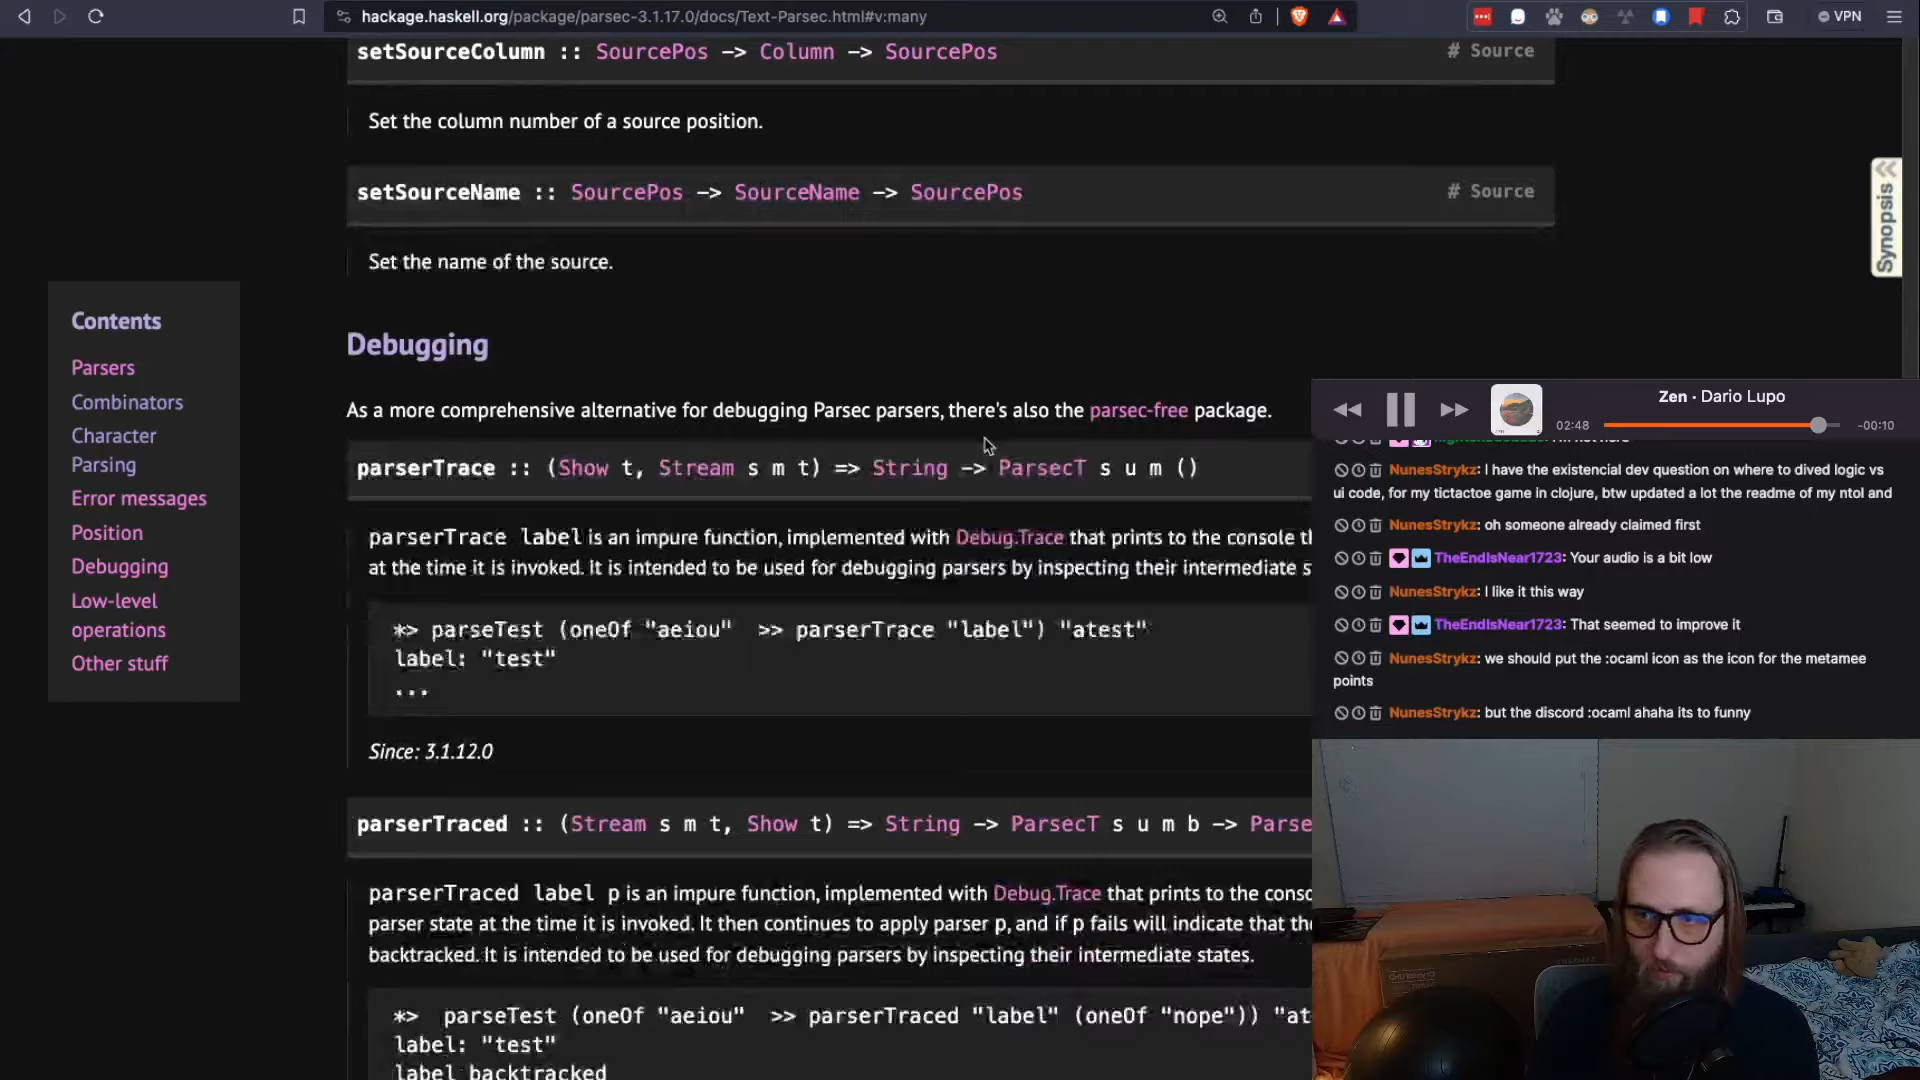 hackage.haskell.org/package/parsec-3.1.17.0/docs/Text-Parsec.html#v:many
VPN
setSourceColumn :: SourcePos -> Column -> SourcePos
# Source
Set the column number of a source position.
setSourceName :: SourcePos -> SourceName -> SourcePos
# Source
Set the name of the source.
Synopsis
Contents
Parsers
Combinators
Character
Parsing
Error messages
Position
Debugging
Low-level
operations
Other stuff
Debugging
As a more comprehensive alternative for debugging Parsec parsers, there's also the parsec-free package.
parserTrace :: (Show t, Stream s m t) => String -> ParsecT s u m ()
parserTrace label is an impure function, implemented with Debug.Trace that prints to the console
at the time it is invoked. It is intended to be used for debugging parsers by inspecting their intermediate
*> parseTest (oneOf "aeiou" >> parserTrace "label") "atest"
label: "test"
...
Since: 3.1.12.0
parserTraced :: (Stream s m t, Show t) => String -> ParsecT s u m b -> Parse
parserTraced label p is an impure function, implemented with Debug.Trace that prints to the
parser state at the time it is invoked. It then continues to apply parser p, and if p fails will indicate that
backtracked. It is intended to be used for debugging parsers by inspecting their intermediate states.
*> parseTest (oneOf "aeiou" >> parserTraced "label" (oneOf "nope")) "at
label: "test"
label backtracked
Zen · Dario Lupo
02:48
-00:10
NunesStrykz: I have the existencial dev question on where to dived logic vs
ui code, for my tictactoe game in clojure, btw updated a lot the readme of my ntol and
NunesStrykz: oh someone already claimed first
TheEndIsNear1723: Your audio is a bit low
NunesStrykz: I like it this way
TheEndIsNear1723: That seemed to improve it
NunesStrykz: we should put the :ocaml icon as the icon for the metamee
points
NunesStrykz: but the discord :ocaml ahaha its to funny